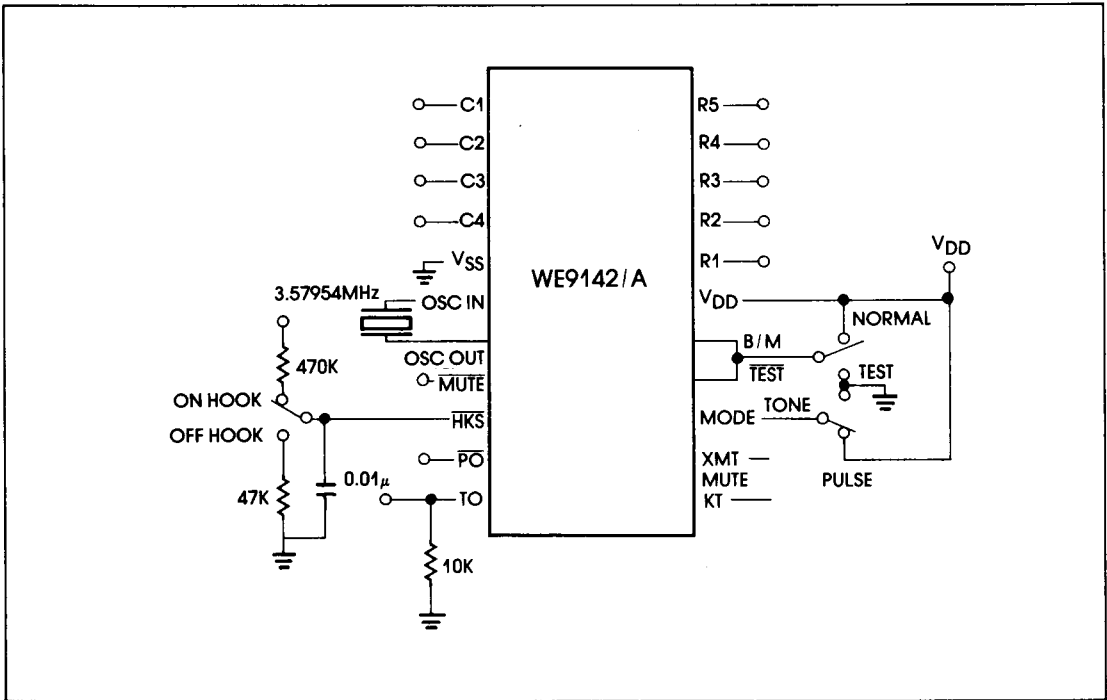 C1
C2
C3
C4
VSS
3.57954MHz
OSC IN
OSC OUT
MUTE
470K
ON HOOK
HKS
OFF HOOK
PO
47K
0.01µ
TO
10K
WE9142/A
R5
R4
R3
R2
R1
VDD
VDD
NORMAL
B/M
TEST
TEST
MODE
TONE
XMT
MUTE
PULSE
KT